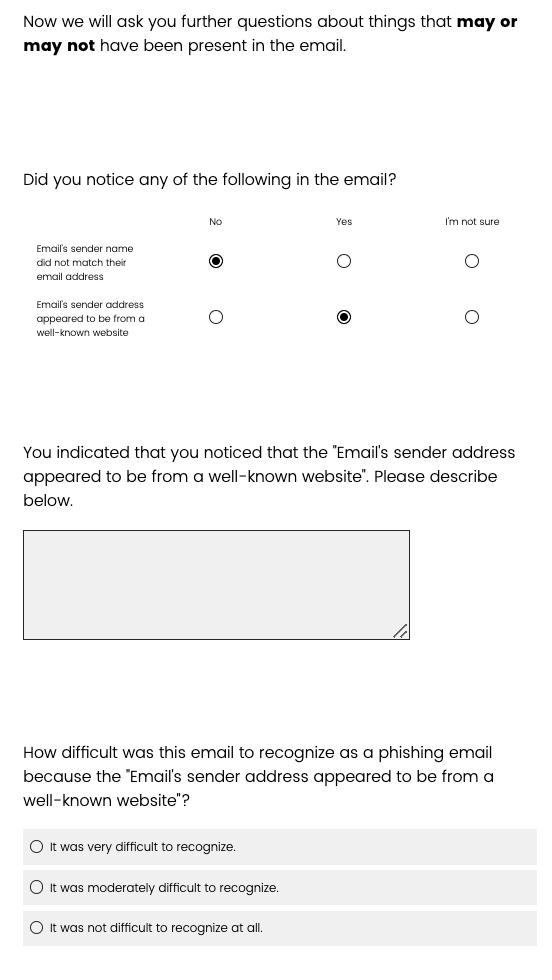 Now we will ask you further questions about things that may or
may not have been present in the email.
Did you notice any of the following in the email?
No Yes I'm not sure
Email's sender name
did not match their
email address
Email's sender address
appeared to be from a
well-known website
You indicated that you noticed that the "Email's sender address
appeared to be from a well-known website". Please describe
below.
How difficult was this email to recognize as a phishing email
because the "Email's sender address appeared to be from a
well-known website"?
It was very difficult to recognize.
It was moderately difficult to recognize.
It was not difficult to recognize at all.